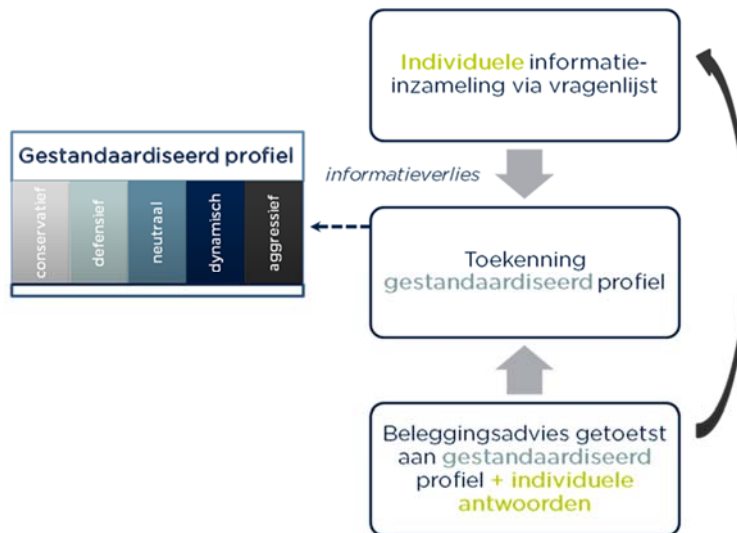 Individuele informatie-
inzameling via vragenlijst
Gestandaardiseerd profiel
conservatief
defensief
neutraal
dynamisch
aggressief
informatieverlies
Toekenning
gestandaardiseerd profiel
Beleggingsadvies getoetst
aan gestandaardiseerd
profiel + individuele
antwoorden